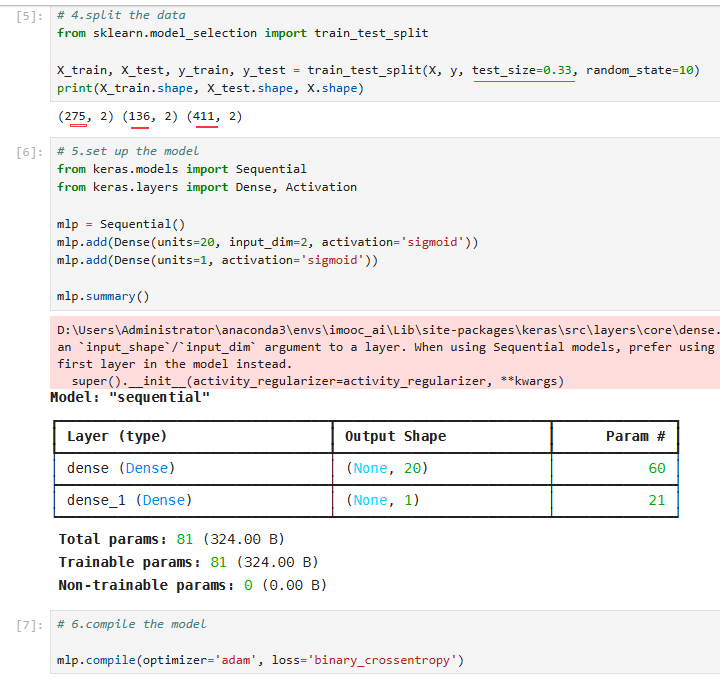 [5]: # 4.split the data
from sklearn.model_selection import train_test_split
X_train, X_test, y_train, y_test = train_test_split(X, y, test_size=0.33, random_state=10)
print(X_train.shape, X_test.shape, X.shape)
(275, 2) (136, 2) (411, 2)
[6]: # 5.set up the model
from keras.models import Sequential
from keras.layers import Dense, Activation
mlp = Sequential()
mlp.add(Dense(units=20, input_dim=2, activation='sigmoid'))
mlp.add(Dense(units=1, activation='sigmoid'))
mlp.summary()
D:\Users\Administrator\anaconda3\envs\imooc_ai\Lib\site-packages\keras\src\layers\core\dense.
an `input_shape`/`input_dim` argument to a layer. When using Sequential models, prefer using
first layer in the model instead.
super().__init__(activity_regularizer=activity_regularizer, **kwargs)
Model: "sequential"
Layer (type) Output Shape Param #
dense (Dense) (None, 20) 60
dense_1 (Dense) (None, 1) 21
Total params: 81 (324.00 B)
Trainable params: 81 (324.00 B)
Non-trainable params: 0 (0.00 B)
[7]: # 6.compile the model
mlp.compile(optimizer='adam', loss='binary_crossentropy')